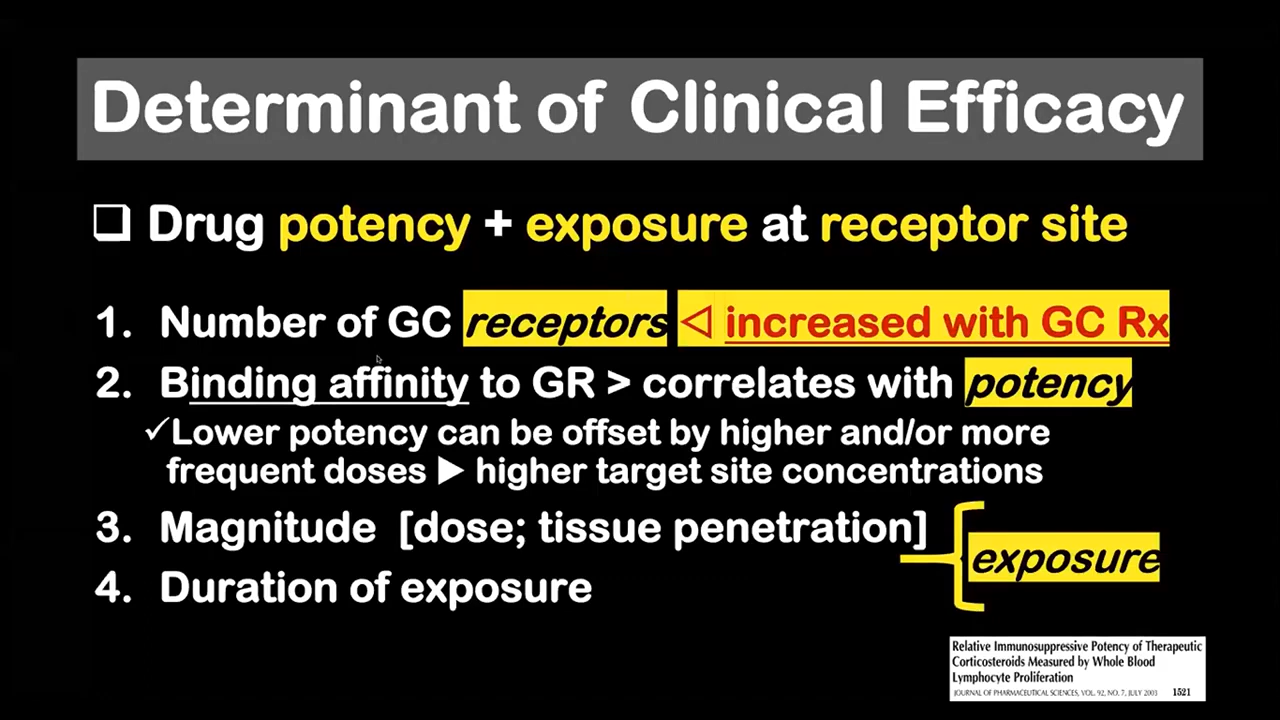 Determinant of Clinical Efficacy
❑ Drug potency + exposure at receptor site
1. Number of GC receptors ◁ increased with GC Rx
2. Binding affinity to GR > correlates with potency
✓Lower potency can be offset by higher and/or more
frequent doses ▶ higher target site concentrations
3. Magnitude [dose; tissue penetration]
exposure
4. Duration of exposure
Relative Immunosuppressive Potency of Therapeutic
Corticosteroids Measured by Whole Blood
Lymphocyte Proliferation
JOURNAL OF PHARMACEUTICAL SCIENCES, VOL. 92, NO. 7, JULY 2003 1521